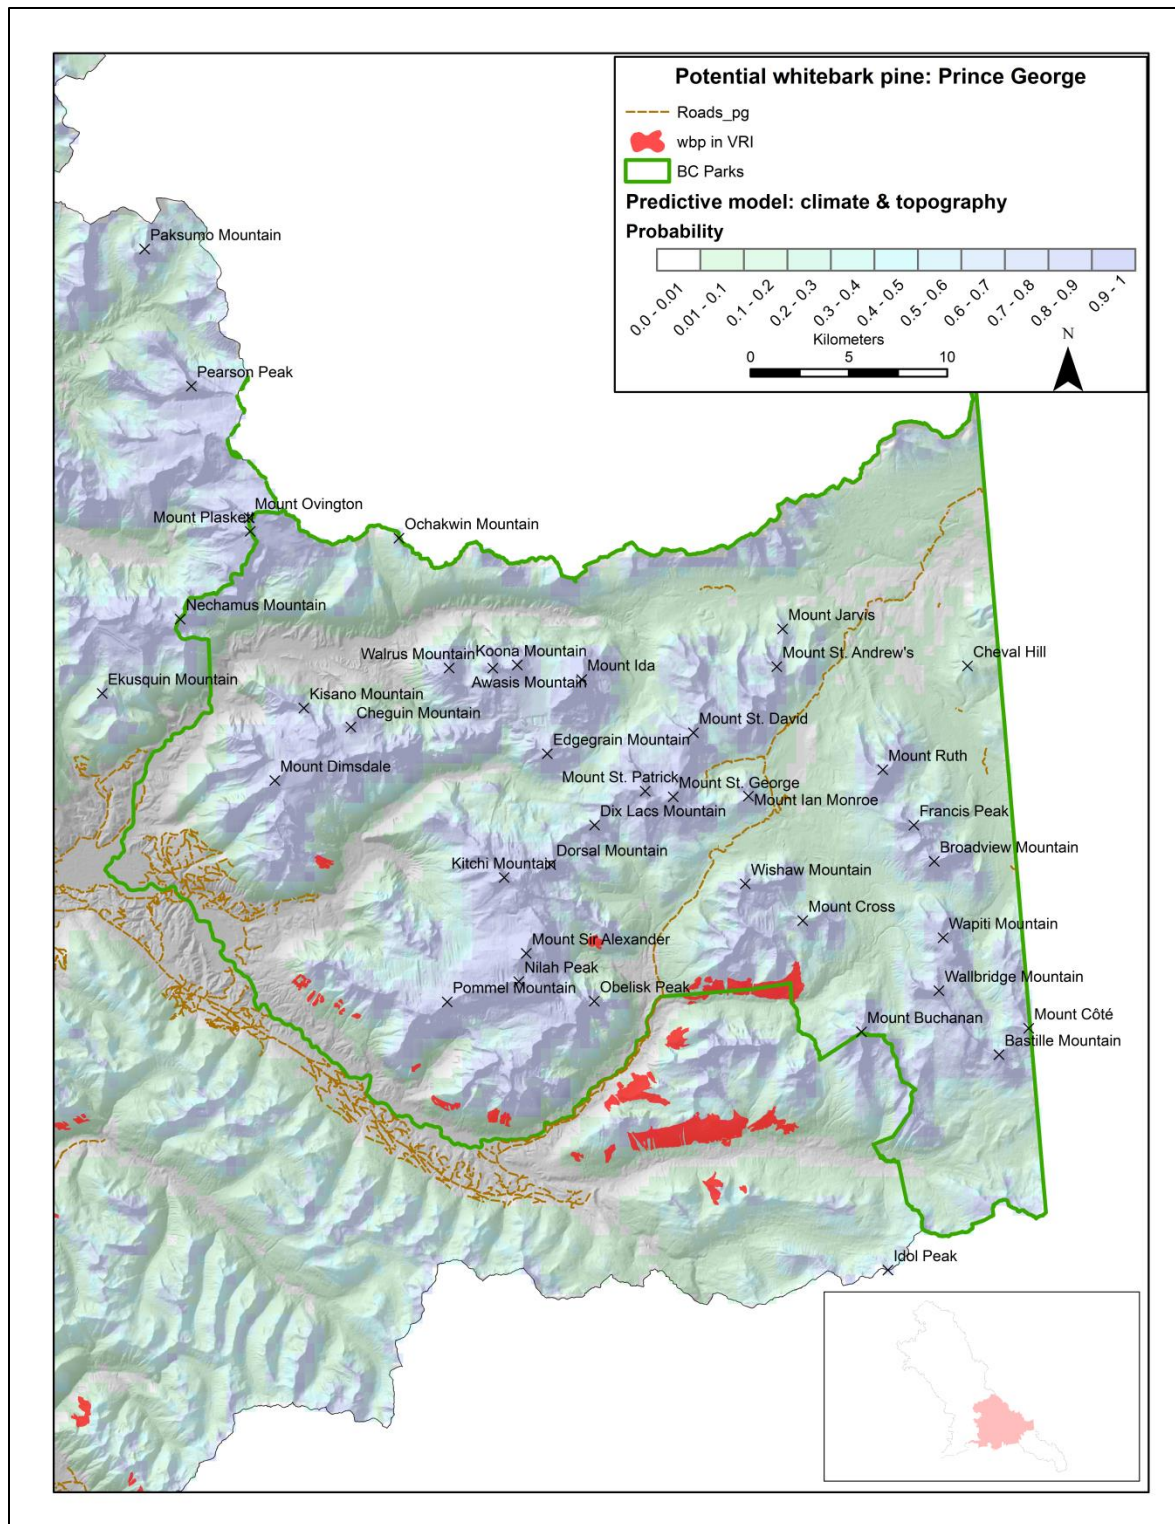 Potential whitebark pine: Prince George
Roads_pg
wbp in VRI
BC Parks
Predictive model: climate & topography
Probability
0.0 - 0.01
0.01 - 0.1
0.1 - 0.2
0.2 - 0.3
0.3 - 0.4
0.4 - 0.5
0.5 - 0.6
0.6 - 0.7
0.7 - 0.8
0.8 - 0.9
0.9 - 1
Kilometers
0 5 10
N
Paksumo Mountain
Pearson Peak
Mount Ovington
Mount Plasket
Ochakwin Mountain
Nechamus Mountain
Mount Jarvis
Walrus Mountain
Koona Mountain
Awasis Mountain
Mount Ida
Mount St. Andrew's
Cheval Hill
Ekusquin Mountain
Kisano Mountain
Cheguin Mountain
Mount St. David
Edgegrain Mountain
Mount Ruth
Mount Dimsdale
Mount St. Patrick
Mount St. George
Mount Ian Monroe
Dix Lacs Mountain
Francis Peak
Kitchi Mountain
Dorsal Mountain
Broadview Mountain
Wishaw Mountain
Mount Cross
Wapiti Mountain
Mount Sir Alexander
Nilah Peak
Pommel Mountain
Obelisk Peak
Wallbridge Mountain
Mount Buchanan
Mount Côté
Bastille Mountain
Idol Peak